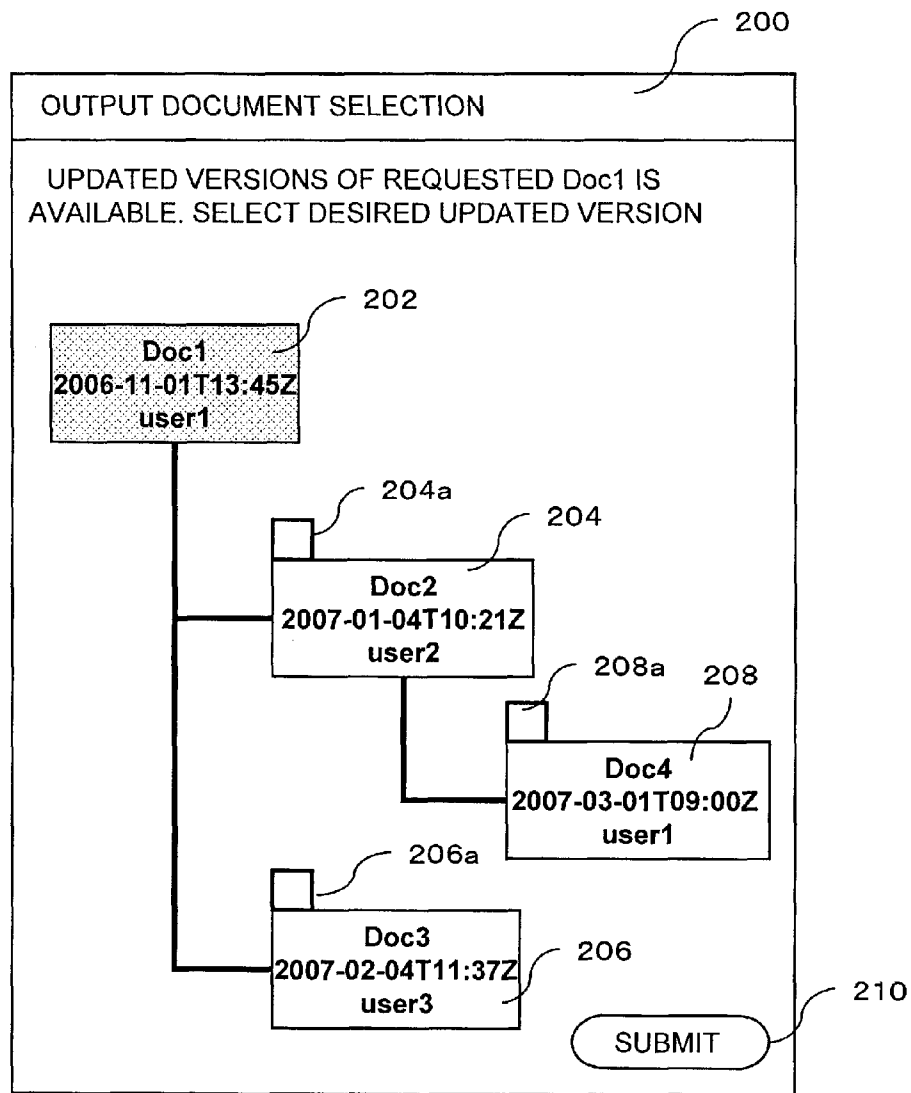 200
OUTPUT DOCUMENT SELECTION
UPDATED VERSIONS OF REQUESTED Doc1 IS
AVAILABLE. SELECT DESIRED UPDATED VERSION
202
Doc1
2006-11-01T13:45Z
user1
204a
204
Doc2
2007-01-04T10:21Z
user2
208a
208
Doc4
2007-03-01T09:00Z
user1
206a
Doc3
2007-02-04T11:37Z
user3
206
210
SUBMIT